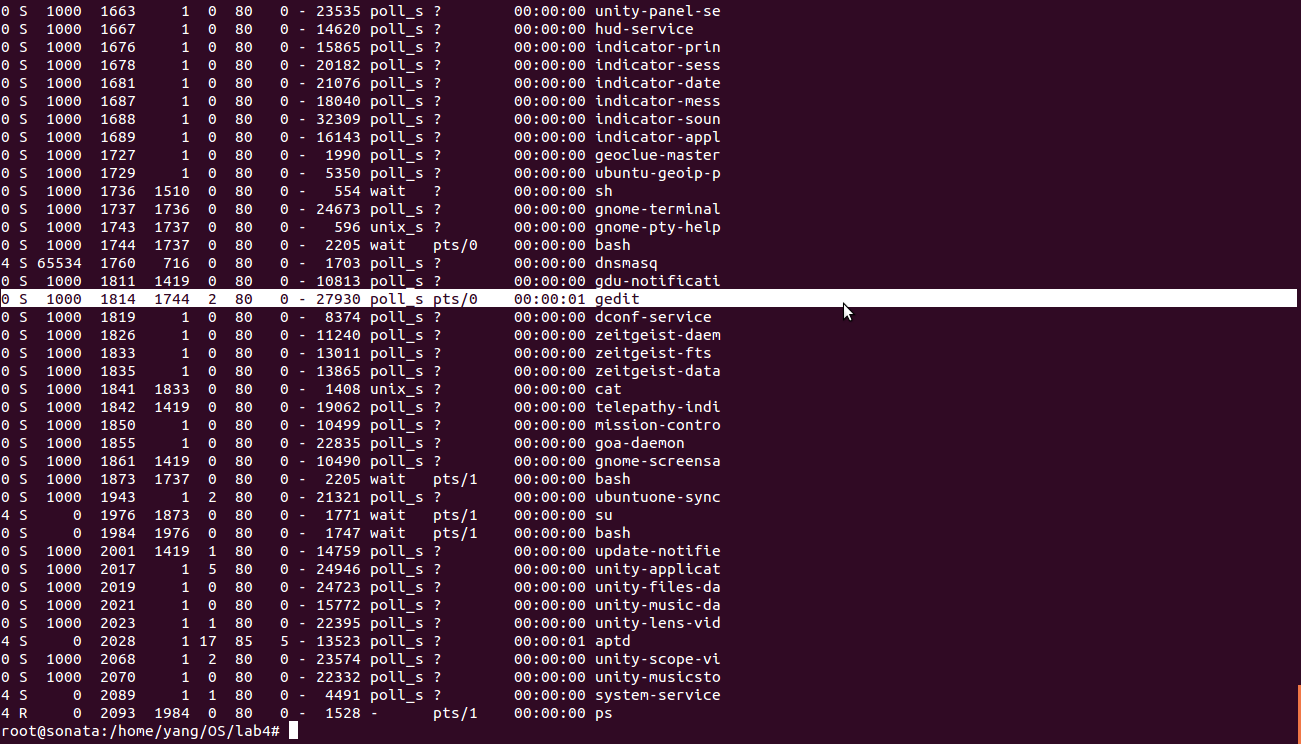 0 S  1000  1663     1  0  80   0 - 23535 poll_s ?        00:00:00 unity-panel-se
0 S  1000  1667     1  0  80   0 - 14620 poll_s ?        00:00:00 hud-service
0 S  1000  1676     1  0  80   0 - 15865 poll_s ?        00:00:00 indicator-prin
0 S  1000  1678     1  0  80   0 - 20182 poll_s ?        00:00:00 indicator-sess
0 S  1000  1681     1  0  80   0 - 21076 poll_s ?        00:00:00 indicator-date
0 S  1000  1687     1  0  80   0 - 18040 poll_s ?        00:00:00 indicator-mess
0 S  1000  1688     1  0  80   0 - 32309 poll_s ?        00:00:00 indicator-soun
0 S  1000  1689     1  0  80   0 - 16143 poll_s ?        00:00:00 indicator-appl
0 S  1000  1727     1  0  80   0 -  1990 poll_s ?        00:00:00 geoclue-master
0 S  1000  1729     1  0  80   0 -  5350 poll_s ?        00:00:00 ubuntu-geoip-p
0 S  1000  1736  1510  0  80   0 -   554 wait   ?        00:00:00 sh
0 S  1000  1737  1736  0  80   0 - 24673 poll_s ?        00:00:00 gnome-terminal
0 S  1000  1743  1737  0  80   0 -   596 unix_s ?        00:00:00 gnome-pty-help
0 S  1000  1744  1737  0  80   0 -  2205 wait   pts/0    00:00:00 bash
4 S 65534  1760   716  0  80   0 -  1703 poll_s ?        00:00:00 dnsmasq
0 S  1000  1811  1419  0  80   0 - 10813 poll_s ?        00:00:00 gdu-notificati
0 S  1000  1814  1744  2  80   0 - 27930 poll_s pts/0    00:00:01 gedit
0 S  1000  1819     1  0  80   0 -  8374 poll_s ?        00:00:00 dconf-service
0 S  1000  1826     1  0  80   0 - 11240 poll_s ?        00:00:00 zeitgeist-daem
0 S  1000  1833     1  0  80   0 - 13011 poll_s ?        00:00:00 zeitgeist-fts
0 S  1000  1835     1  0  80   0 - 13865 poll_s ?        00:00:00 zeitgeist-data
0 S  1000  1841  1833  0  80   0 -  1408 unix_s ?        00:00:00 cat
0 S  1000  1842  1419  0  80   0 - 19062 poll_s ?        00:00:00 telepathy-indi
0 S  1000  1850     1  0  80   0 - 10499 poll_s ?        00:00:00 mission-contro
0 S  1000  1855     1  0  80   0 - 22835 poll_s ?        00:00:00 goa-daemon
0 S  1000  1861  1419  0  80   0 - 10490 poll_s ?        00:00:00 gnome-screensa
0 S  1000  1873  1737  0  80   0 -  2205 wait   pts/1    00:00:00 bash
0 S  1000  1943     1  2  80   0 - 21321 poll_s ?        00:00:00 ubuntuone-sync
4 S     0  1976  1873  0  80   0 -  1771 wait   pts/1    00:00:00 su
0 S     0  1984  1976  0  80   0 -  1747 wait   pts/1    00:00:00 bash
0 S  1000  2001  1419  1  80   0 - 14759 poll_s ?        00:00:00 update-notifie
0 S  1000  2017     1  5  80   0 - 24946 poll_s ?        00:00:00 unity-applicat
0 S  1000  2019     1  0  80   0 - 24723 poll_s ?        00:00:00 unity-files-da
0 S  1000  2021     1  0  80   0 - 15772 poll_s ?        00:00:00 unity-music-da
0 S  1000  2023     1  1  80   0 - 22395 poll_s ?        00:00:00 unity-lens-vid
4 S     0  2028     1 17  85   5 - 13523 poll_s ?        00:00:01 aptd
0 S  1000  2068     1  2  80   0 - 23574 poll_s ?        00:00:00 unity-scope-vi
0 S  1000  2070     1  0  80   0 - 22332 poll_s ?        00:00:00 unity-musicsto
4 S     0  2089     1  1  80   0 -  4491 poll_s ?        00:00:00 system-service
4 R     0  2093  1984  0  80   0 -  1528 -      pts/1    00:00:00 ps
root@sonata:/home/yang/OS/lab4#